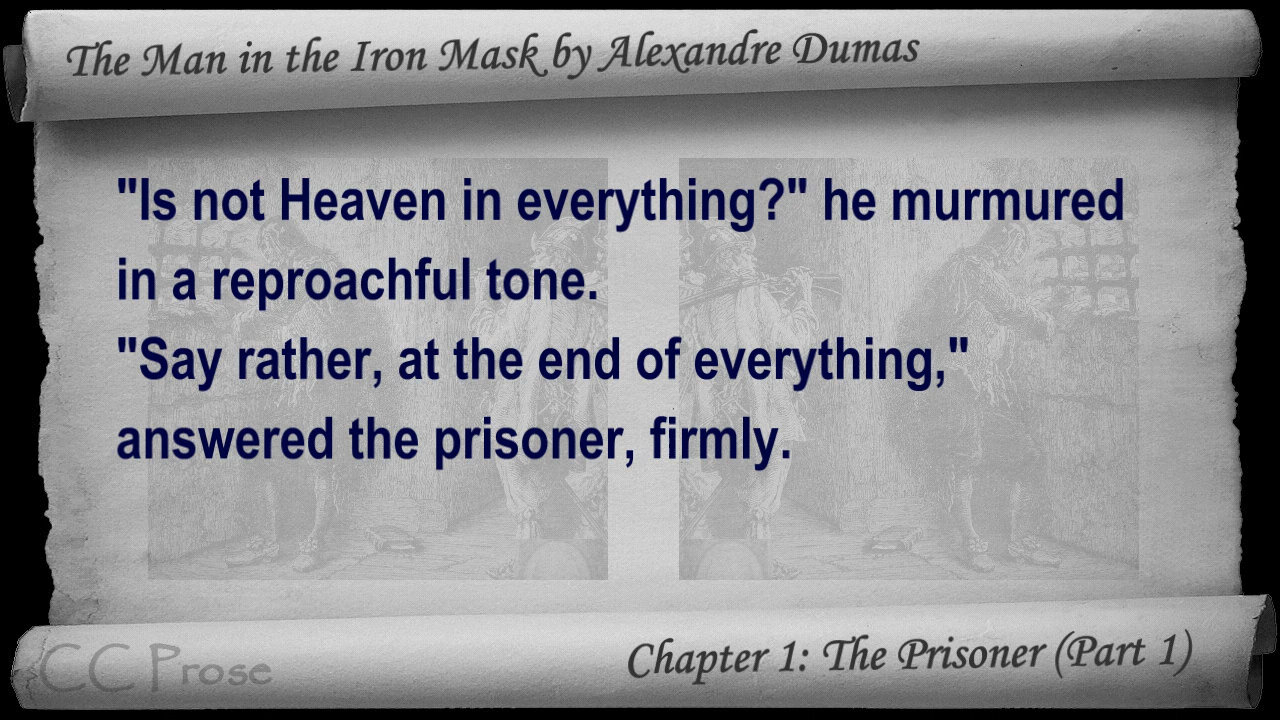 The Man in the Iron Mask by Alexandre Dumas
"Is not Heaven in everything?" he murmured
in a reproachful tone.
"Say rather, at the end of everything,"
answered the prisoner, firmly.
CC Prose
Chapter 1: The Prisoner (Part 1)